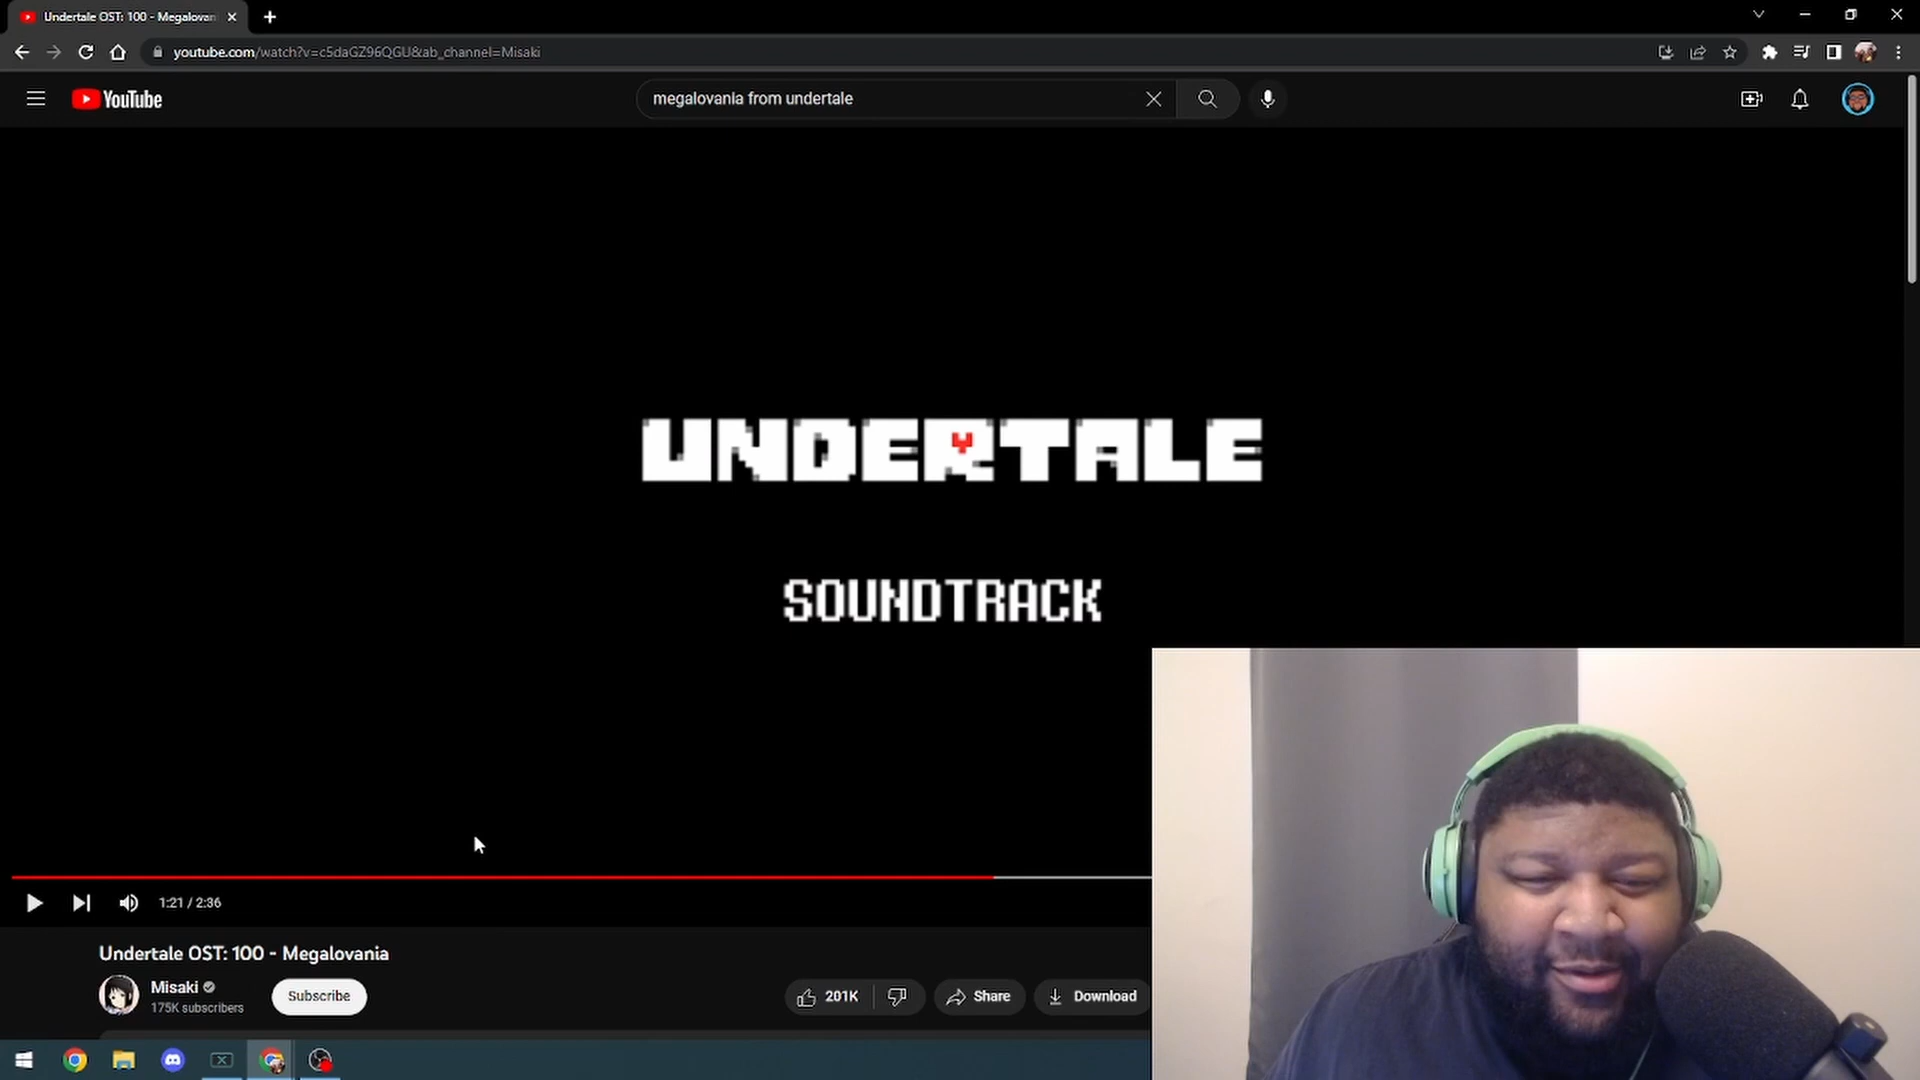 Undertale OST: 100 - Megalovan
youtube.com/watch?v=c5daGZ96QGU&ab_channel=Misaki
YouTube
megalovania from undertale
UNDERTALE
SOUNDTRACK
1:21 / 2:36
Undertale OST: 100 - Megalovania
Misaki
175K subscribers
Subscribe
201K
Share
Download